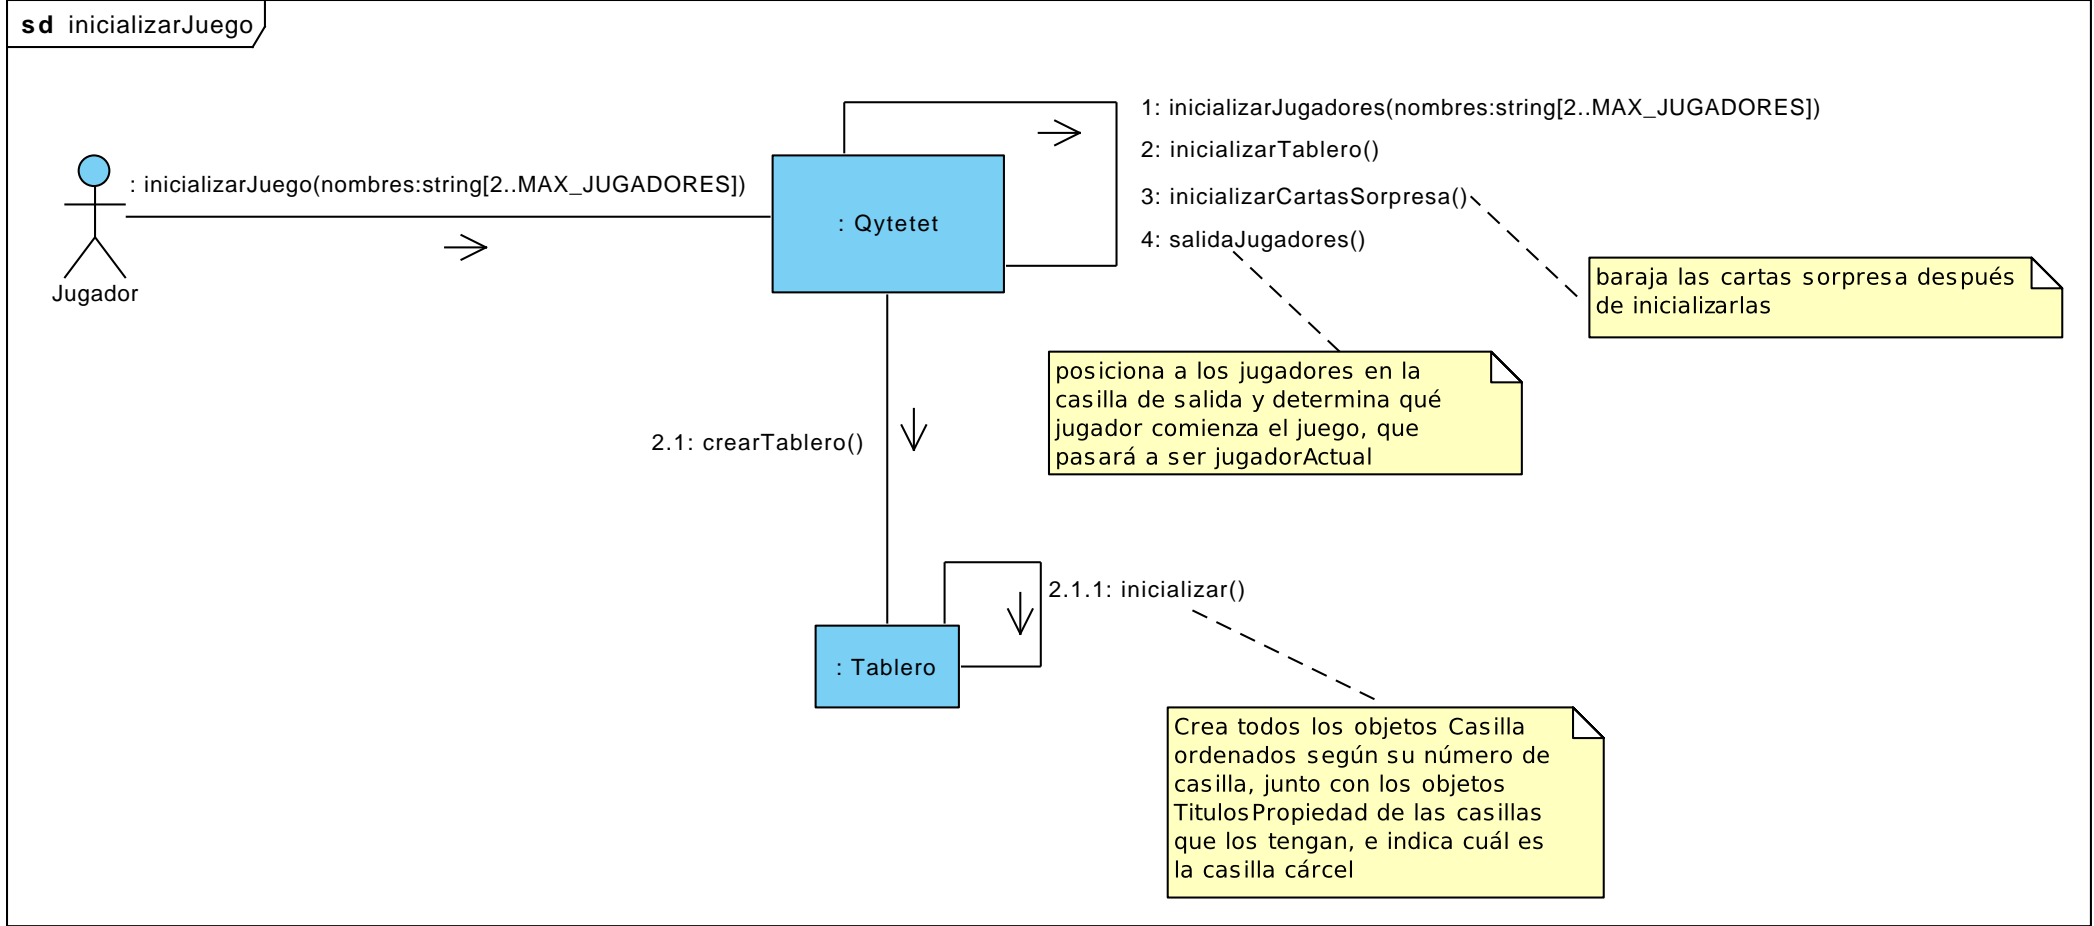 sd inicializarJuego
1: inicializarJugadores(nombres:string[2..MAX_JUGADORES])
2: inicializarTablero()
3: inicializarCartasSorpresa()
4: salidaJugadores()
: inicializarJuego(nombres:string[2..MAX_JUGADORES])
: Qytetet
Jugador
baraja las cartas sorpresa después
de inicializarlas
posiciona a los jugadores en la
casilla de salida y determina qué
jugador comienza el juego, que
pasará a ser jugadorActual
2.1: crearTablero()
2.1.1: inicializar()
: Tablero
Crea todos los objetos Casilla
ordenados según su número de
casilla, junto con los objetos
TitulosPropiedad de las casillas
que los tengan, e indica cuál es
la casilla cárcel